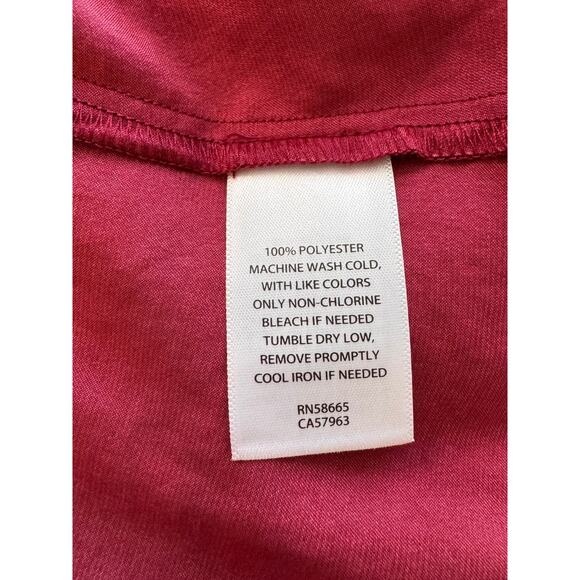 100% POLYESTER
MACHINE WASH COLD,
WITH LIKE COLORS
ONLY NON-CHLORINE
BLEACH IF NEEDED
TUMBLE DRY LOW,
REMOVE PROMPTLY
COOL IRON IF NEEDED
RN58665
CA57963